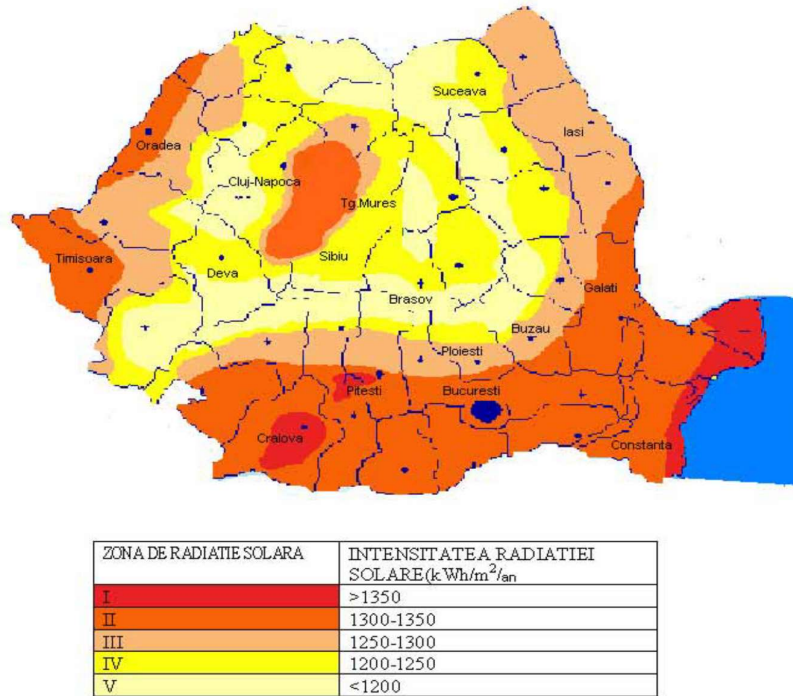 Suceava
Iasi
Oradea
Cluj-Napoca
Tg.Mures
Timisoara
Deva
Sibiu
Brasov
Galati
Buzau
Ploiesti
Pitesti
Bucuresti
Craiova
Constanta
ZONA DE RADIATIE SOLARA
INTENSITATEA RADIATIEI
SOLARE(kWh/m²/an
I >1350
II 1300-1350
III 1250-1300
IV 1200-1250
V <1200